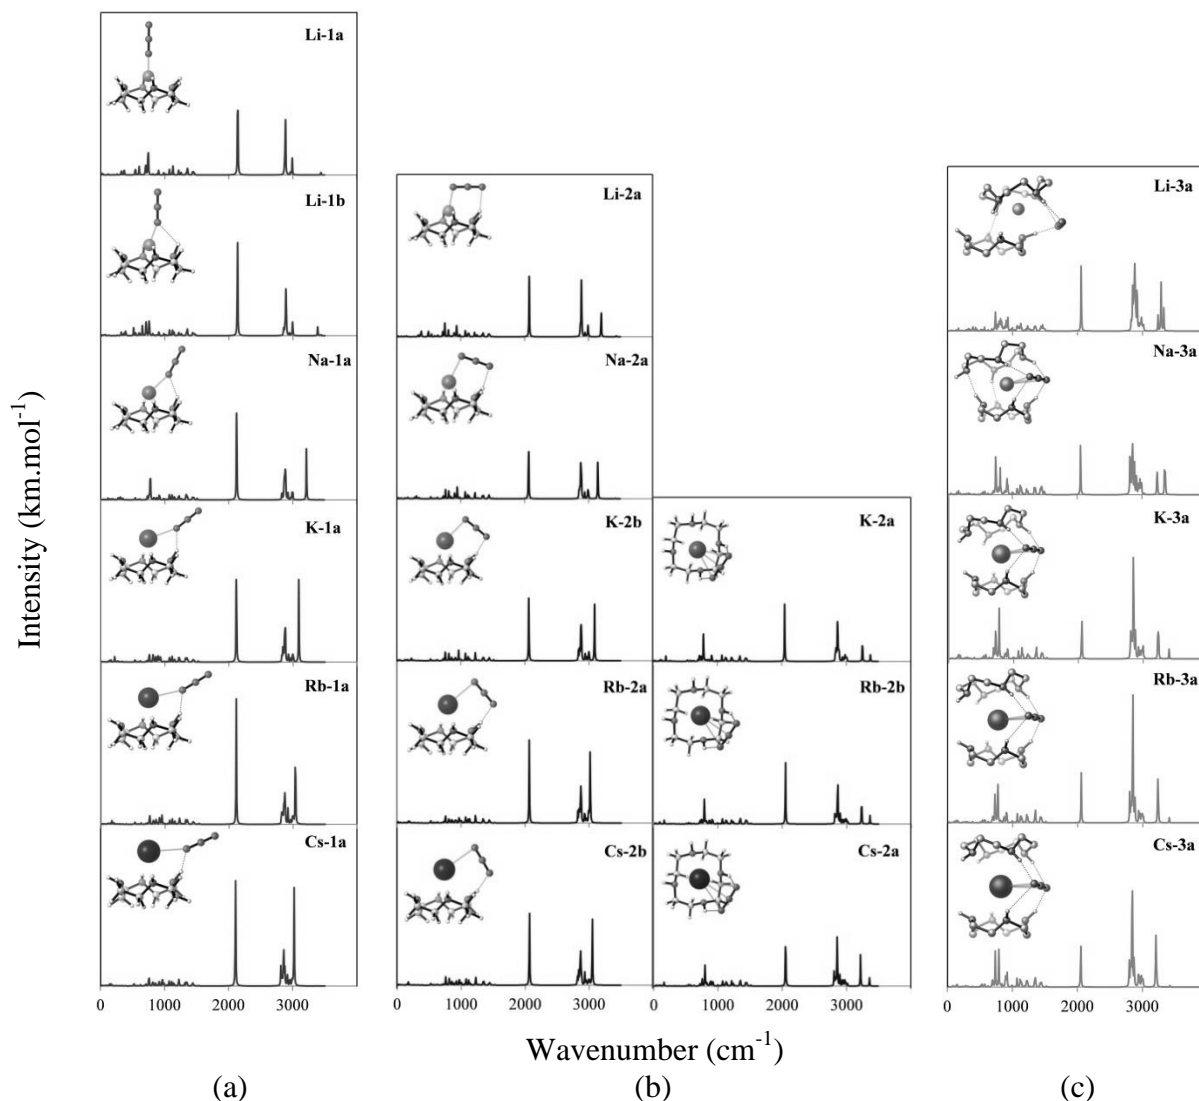 Intensity (km.mol⁻¹)
Li-1a
Li-1b
Na-1a
K-1a
Rb-1a
Cs-1a
0 1000 2000 3000
Li-2a
Na-2a
K-2b
Rb-2a
Cs-2b
0 1000 2000 3000
K-2a
Rb-2b
Cs-2a
0 1000 2000 3000
Li-3a
Na-3a
K-3a
Rb-3a
Cs-3a
0 1000 2000 3000
Wavenumber (cm⁻¹)
(a) (b) (c)